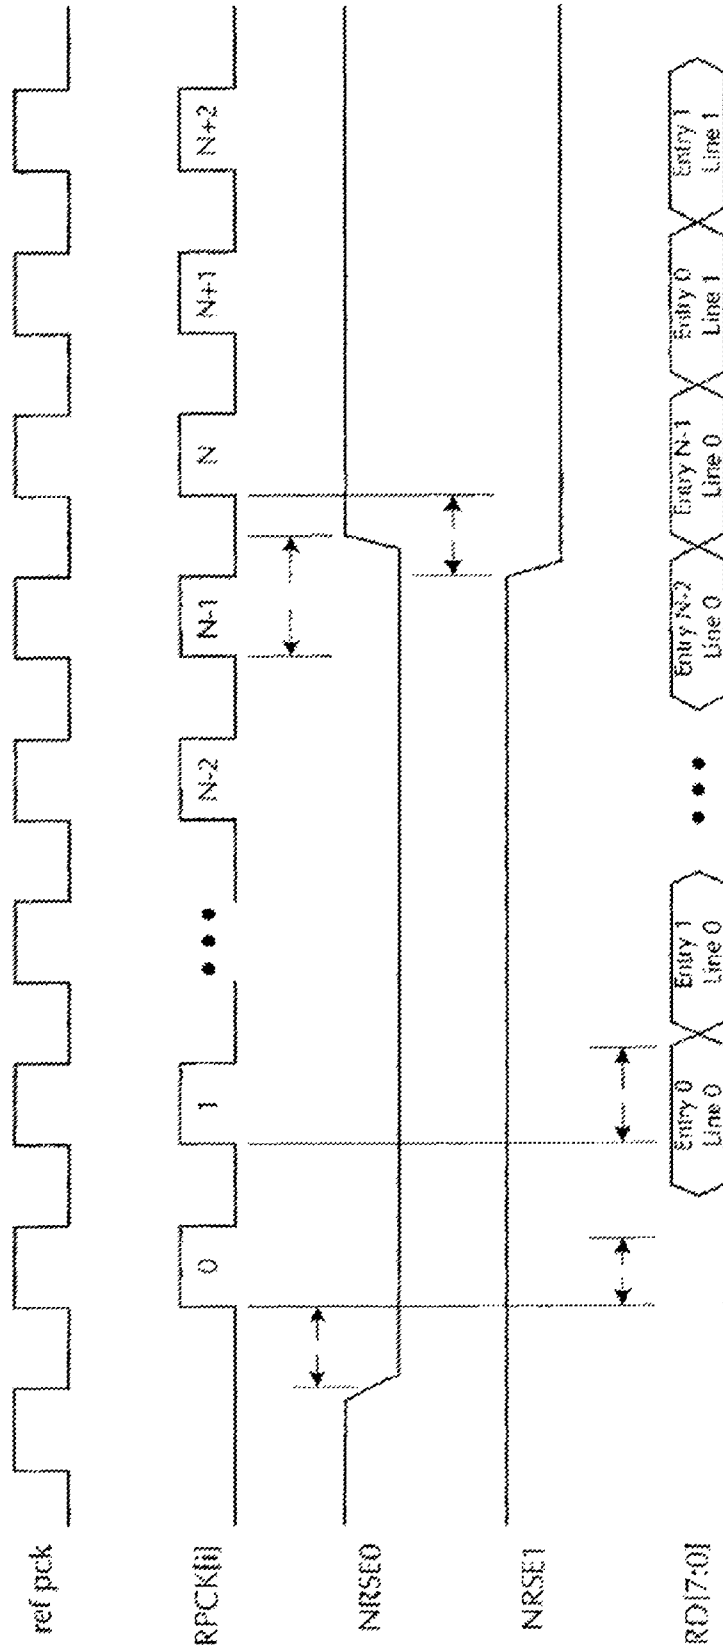 ref pck
RPCK[i]
0
1
•••
N-2
N-1
N
N+1
N+2
NRSE0
NRSE1
RD[7:0]
Entry 0
Line 0
Entry 1
Line 0
•••
Entry N-2
Line 0
Entry N-1
Line 0
Entry 0
Line 1
Entry 1
Line 1